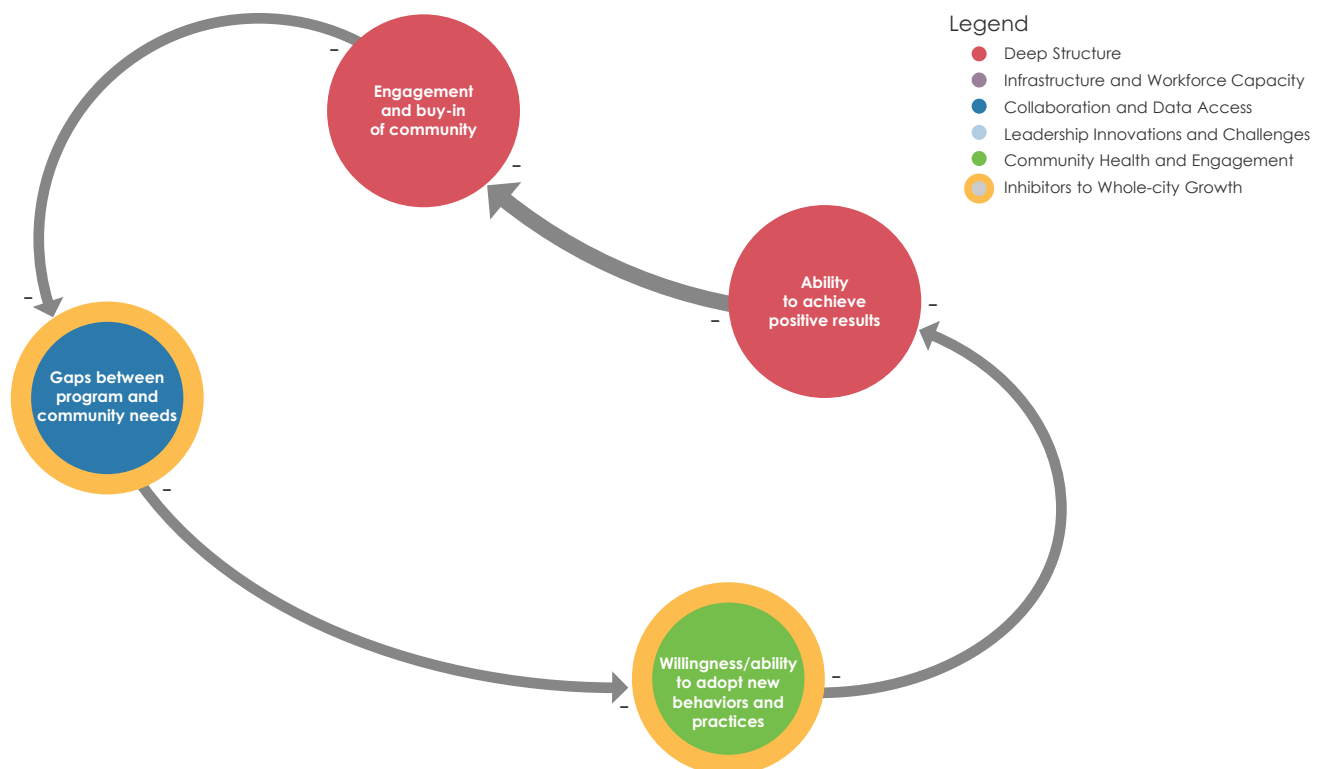 Legend
Deep Structure
Infrastructure and Workforce Capacity
Collaboration and Data Access
Leadership Innovations and Challenges
Community Health and Engagement
Inhibitors to Whole-city Growth
–
Engagement
and buy-in
of community
–
Ability
to achieve
positive results
–
–
–
Gaps between
program and
community needs
–
Willingness/ability
to adopt new
behaviors and
practices
–
–